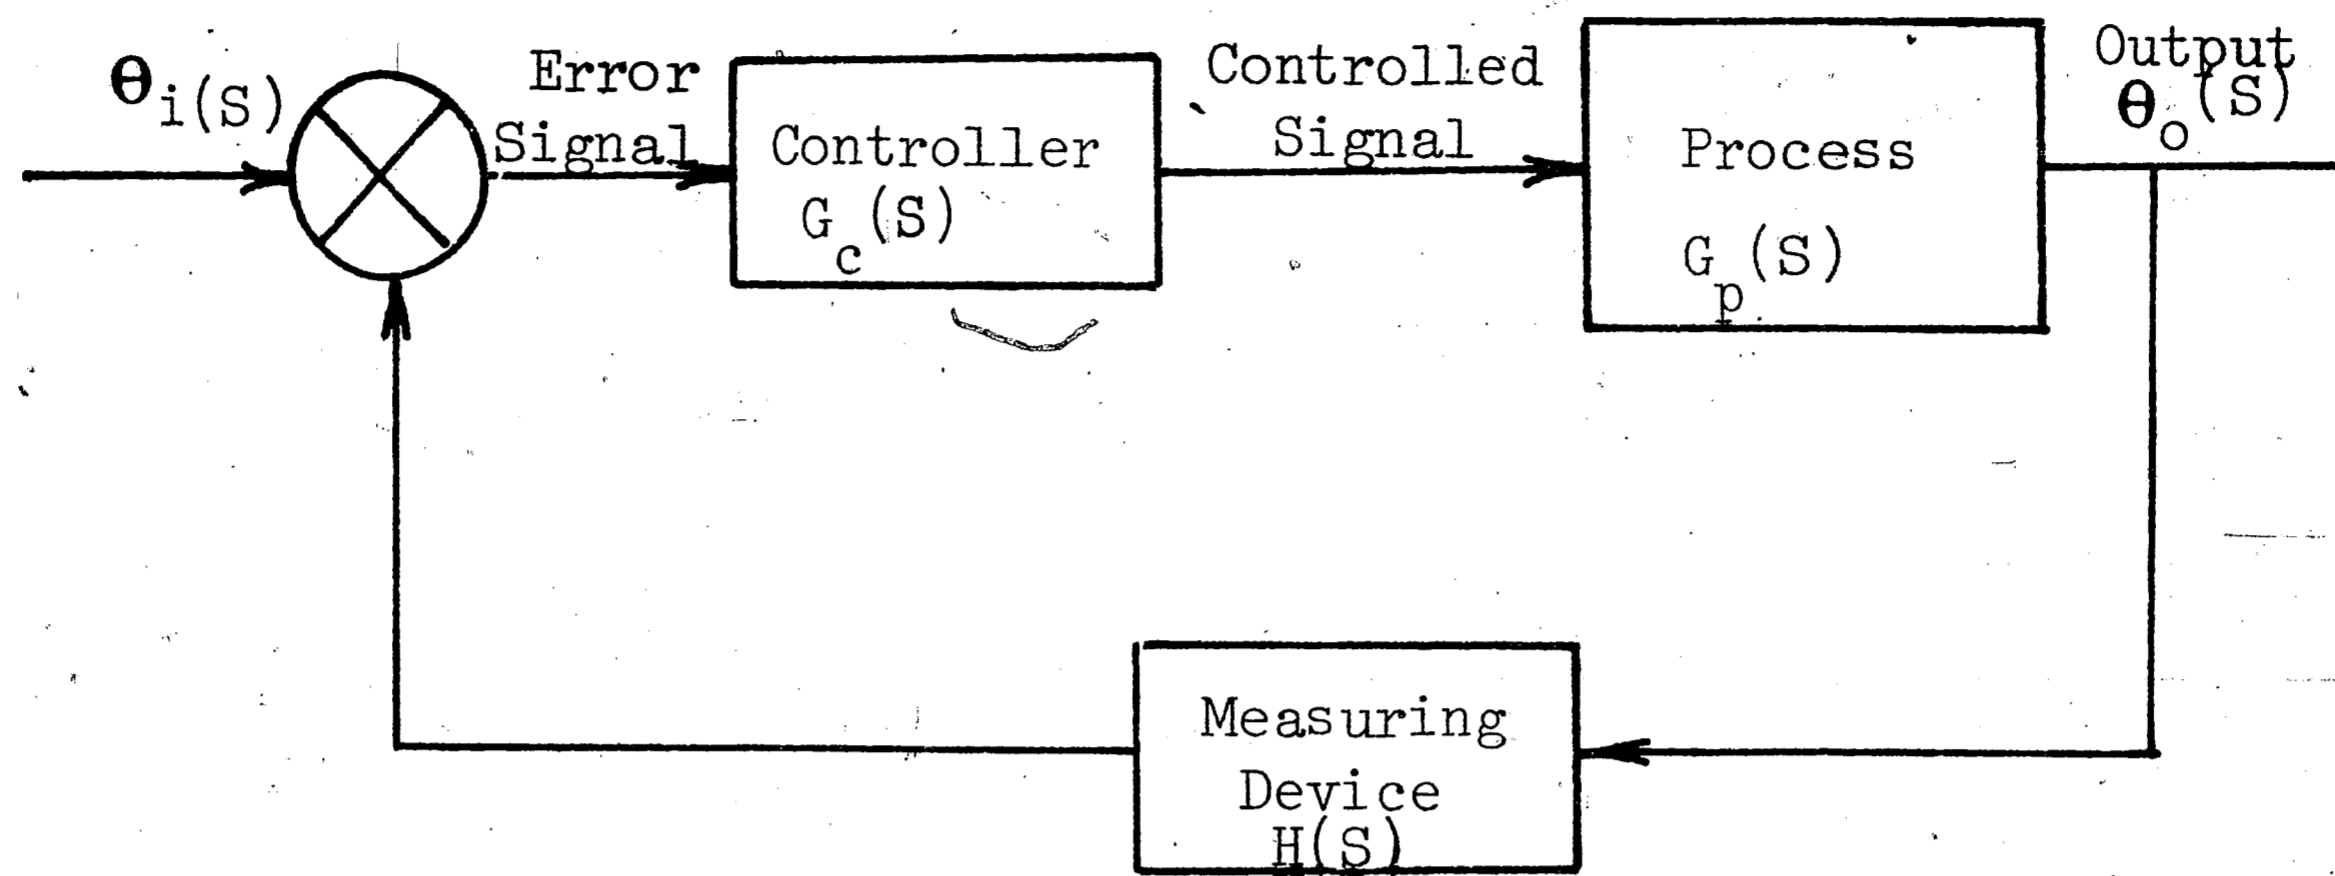 θi(S)
Error
Signal
Controller
Gc(S)
Controlled
Signal
Process
Gp(S)
Output
θo(S)
Measuring
Device
H(S)